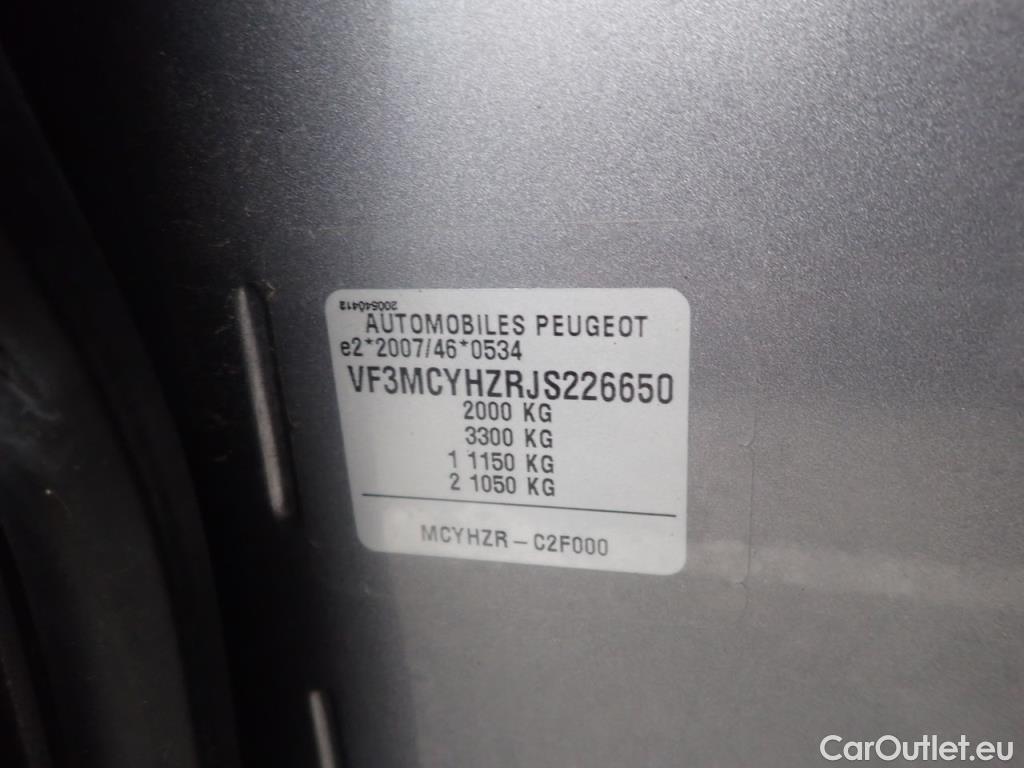 200540412
AUTOMOBILES PEUGEOT
e2*2007/46*0534
VF3MCYHZRJS226650
2000 KG
3300 KG
1 1150 KG
2 1050 KG
MCYHZR - C2F000
CarOutlet.eu